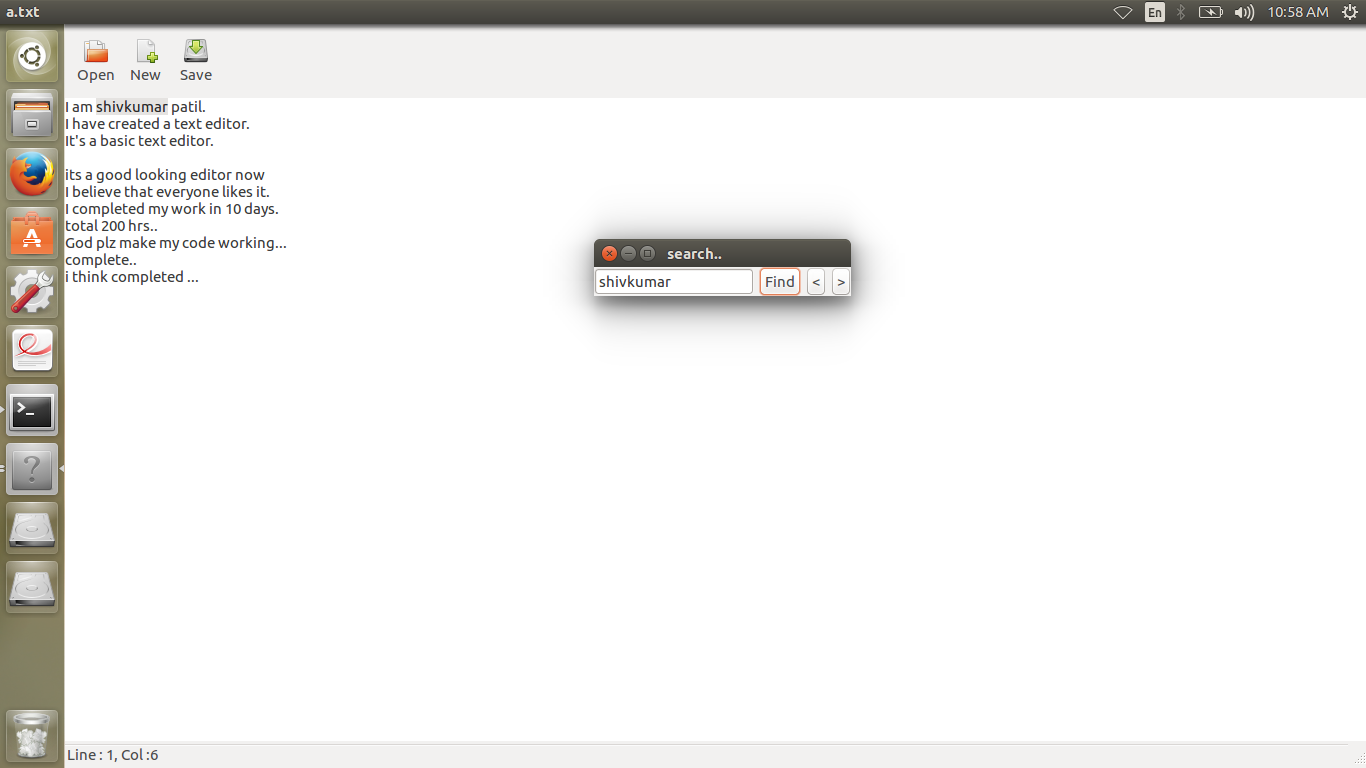 a.txt
En
10:58 AM
Open New Save
I am shivkumar patil.
I have created a text editor.
It's a basic text editor.
its a good looking editor now
I believe that everyone likes it.
I completed my work in 10 days.
total 200 hrs..
God plz make my code working...
complete..
i think completed ...
search..
shivkumar Find < >
Line : 1, Col :6